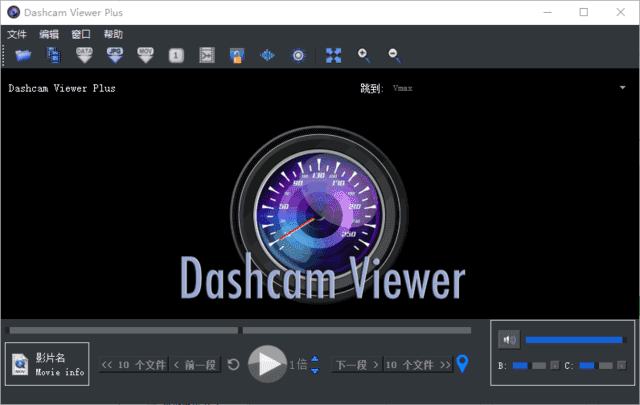 Dashcam Viewer Plus
文件 编辑 窗口 帮助
DATA JPG MOV 1
Dashcam Viewer Plus 跳到: Vmax
130
90 170
50 210
250
Dashcam Viewer
影片名
Movie info
MOV
<< 10 个文件 < 前一段 1倍 下一段 > 10 个文件 >>
B: C: